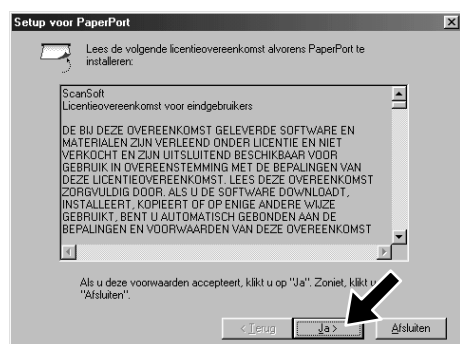 Setup voor PaperPort
Lees de volgende licentieovereenkomst alvorens PaperPort te
installeren:
ScanSoft
Licentieovereenkomst voor eindgebruikers
DE BIJ DEZE OVEREENKOMST GELEVERDE SOFTWARE EN
MATERIALEN ZIJN VERLEEND ONDER LICENTIE EN NIET
VERKOCHT EN ZIJN UITSLUITEND BESCHIKBAAR VOOR
GEBRUIK IN OVEREENSTEMMING MET DE BEPALINGEN VAN
DEZE LICENTIEOVEREENKOMST. LEES DEZE OVEREENKOMST
ZORGVULDIG DOOR. ALS U DE SOFTWARE DOWNLOADT,
INSTALLEERT, KOPIEERT OF OP ENIGE ANDERE WIJZE
GEBRUIKT, BENT U AUTOMATISCH GEBONDEN AAN DE
BEPALINGEN EN VOORWAARDEN VAN DEZE OVEREENKOMST
Als u deze voorwaarden accepteert, klikt u op "Ja". Zoniet, klikt u
"Afsluiten".
< Terug Ja > Afsluiten